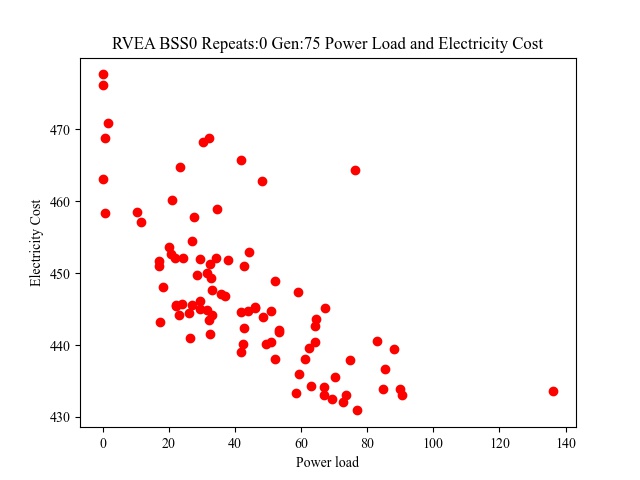 RVEA BSS0 Repeats:0 Gen:75 Power Load and Electricity Cost
470
460
450
440
430
Electricity Cost
0 20 40 60 80 100 120 140
Power load